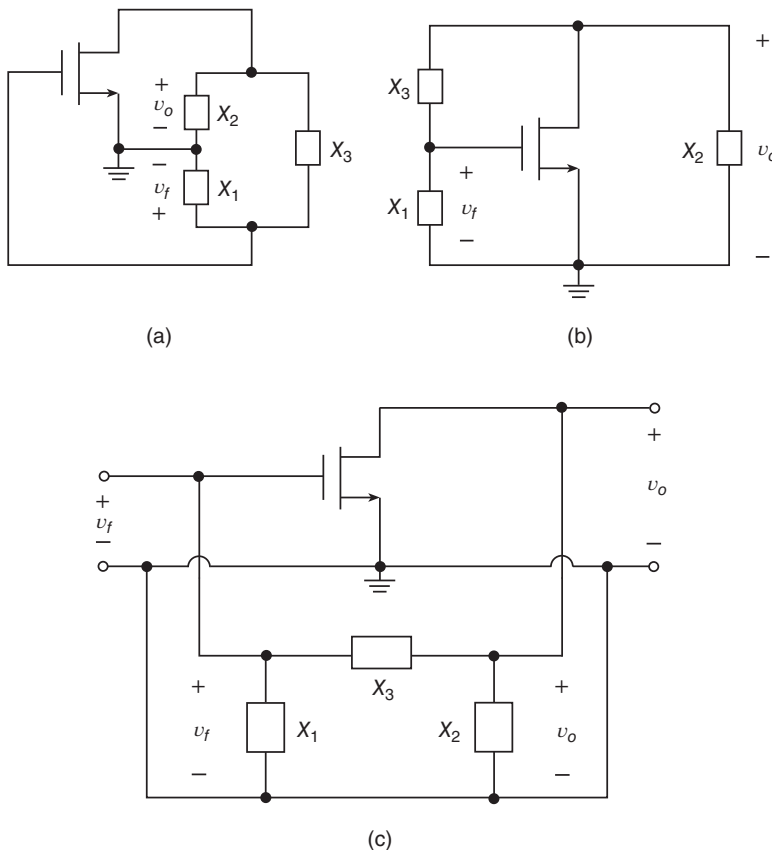 +
v_o
−
X_2
X_3
−
v_f
X_1
+
(a)
X_3
X_1
+
v_f
−
X_2
+
v_o
−
(b)
+
v_f
−
+
v_o
−
X_3
+
v_f
−
X_1
X_2
+
v_o
−
(c)